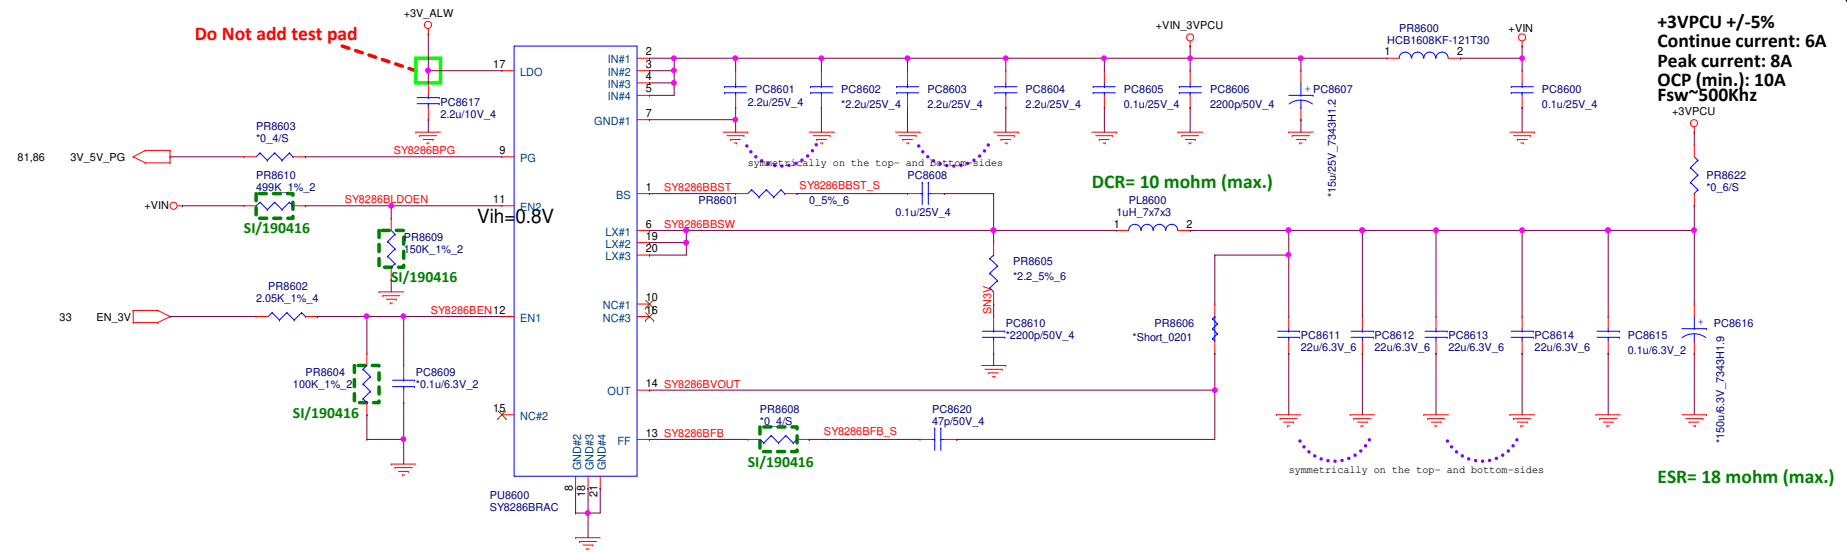 +3V_ALW
Do Not add test pad
17
LDO
PC8617
2.2u/10V_4
PR8603
*0_4/S
81,86
3V_5V_PG
SY8286BPG
9
PG
PR8610
499K_1%_2
+VIN
SY8286BLDOEN
11
EN2
Vih=0.8V
SI/190416
PR8609
150K_1%_2
SI/190416
PR8602
2.05K_1%_4
33
EN_3V
SY8286BEN
12
EN1
PR8604
100K_1%_2
SI/190416
PC8609
*0.1u/6.3V_2
15
NC#2
GND#2
GND#3
GND#4
8
18
21
PU8600
SY8286BRAC
IN#1
2
IN#2
3
IN#3
4
IN#4
5
GND#1
7
BS
1
LX#1
6
LX#2
19
LX#3
20
NC#1
10
NC#3
16
OUT
14
FF
13
PC8601
2.2u/25V_4
PC8602
*2.2u/25V_4
PC8603
2.2u/25V_4
PC8604
2.2u/25V_4
PC8605
0.1u/25V_4
+VIN_3VPCU
PC8606
2200p/50V_4
+
PC8607
*15u/25V_7343H1.2
PR8600
HCB1608KF-121T30
1
2
+VIN
PC8600
0.1u/25V_4
symmetrically on the top- and bottom-sides
SY8286BBST
PR8601
0_5%_6
SY8286BBST_S
PC8608
0.1u/25V_4
DCR= 10 mohm (max.)
SY8286BBSW
PL8600
1uH_7x7x3
1
2
PR8605
*2.2_5%_6
SN3V
PC8610
*2200p/50V_4
PR8606
*Short_0201
SY8286BVOUT
SY8286BFB
PR8608
*0_4/S
SI/190416
SY8286BFB_S
PC8620
47p/50V_4
PC8611
22u/6.3V_6
PC8612
22u/6.3V_6
PC8613
22u/6.3V_6
PC8614
22u/6.3V_6
PC8615
0.1u/6.3V_2
+
PC8616
*150u/6.3V_7343H1.9
symmetrically on the top- and bottom-sides
ESR= 18 mohm (max.)
+3VPCU +/-5%
Continue current: 6A
Peak current: 8A
OCP (min.): 10A
Fsw~500Khz
+3VPCU
PR8622
*0_6/S